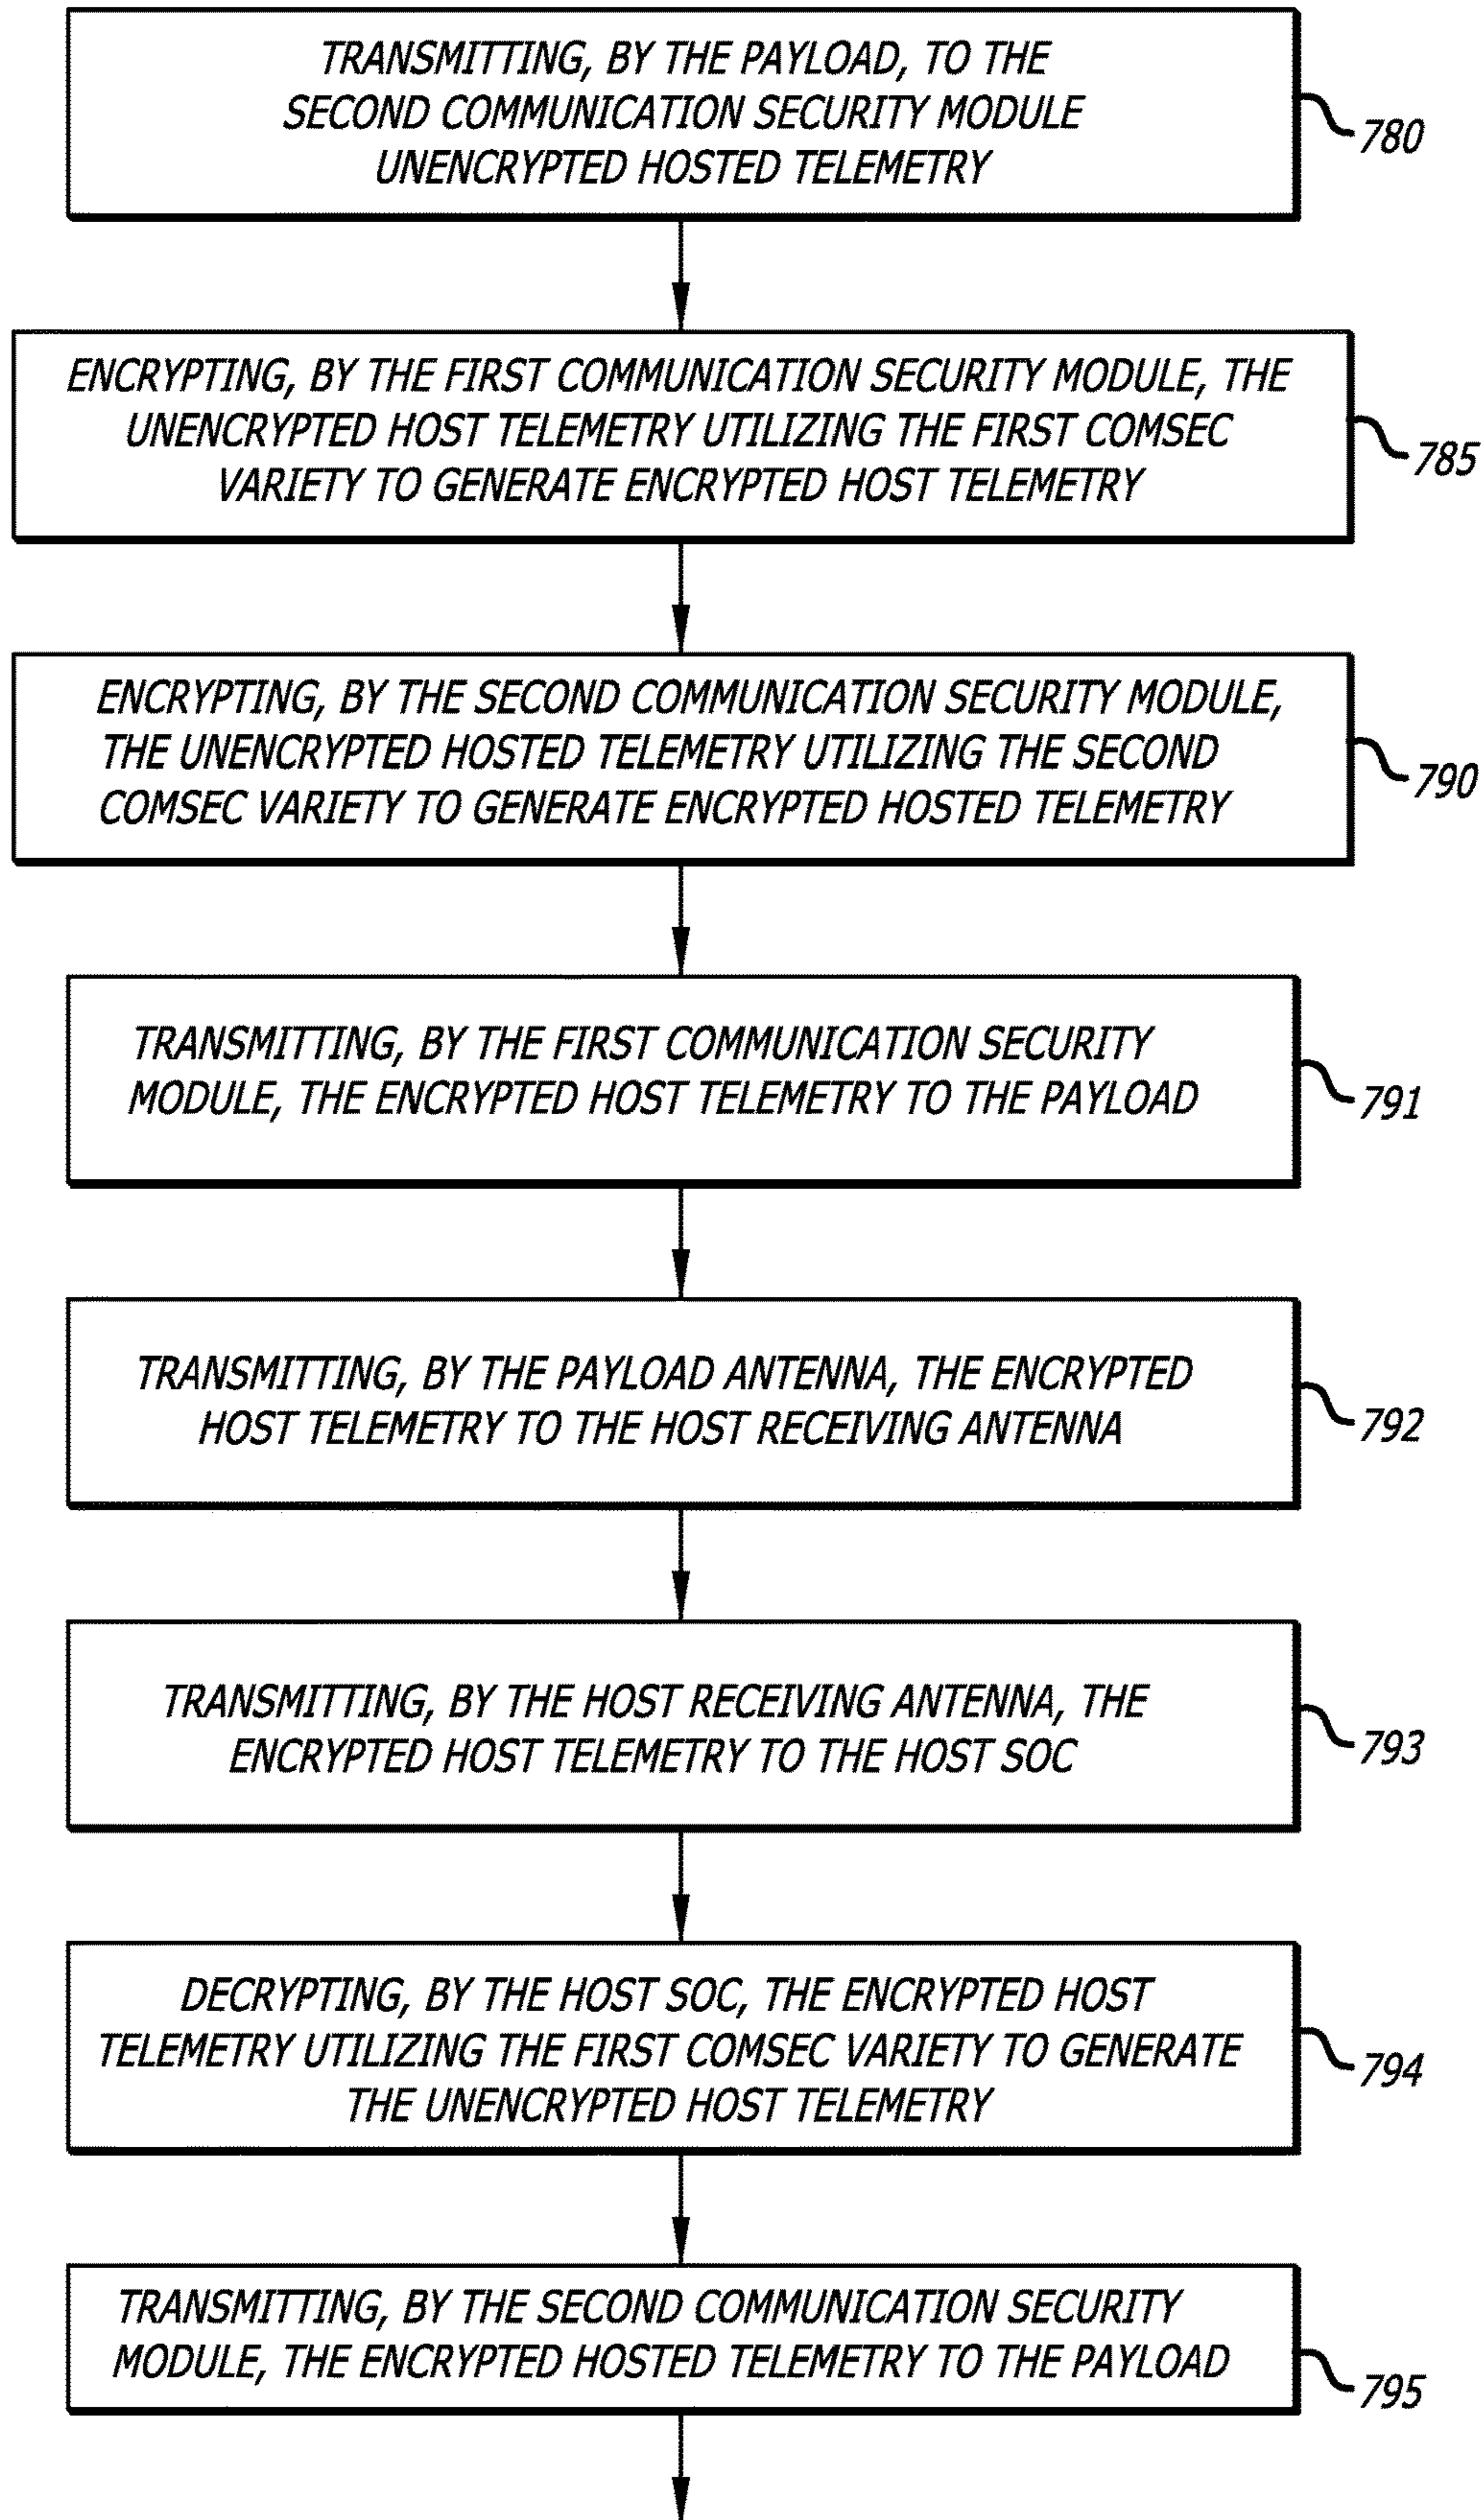 TRANSMITTING, BY THE PAYLOAD, TO THE
SECOND COMMUNICATION SECURITY MODULE
UNENCRYPTED HOSTED TELEMETRY
780
ENCRYPTING, BY THE FIRST COMMUNICATION SECURITY MODULE, THE
UNENCRYPTED HOST TELEMETRY UTILIZING THE FIRST COMSEC
VARIETY TO GENERATE ENCRYPTED HOST TELEMETRY
785
ENCRYPTING, BY THE SECOND COMMUNICATION SECURITY MODULE,
THE UNENCRYPTED HOSTED TELEMETRY UTILIZING THE SECOND
COMSEC VARIETY TO GENERATE ENCRYPTED HOSTED TELEMETRY
790
TRANSMITTING, BY THE FIRST COMMUNICATION SECURITY
MODULE, THE ENCRYPTED HOST TELEMETRY TO THE PAYLOAD
791
TRANSMITTING, BY THE PAYLOAD ANTENNA, THE ENCRYPTED
HOST TELEMETRY TO THE HOST RECEIVING ANTENNA
792
TRANSMITTING, BY THE HOST RECEIVING ANTENNA, THE
ENCRYPTED HOST TELEMETRY TO THE HOST SOC
793
DECRYPTING, BY THE HOST SOC, THE ENCRYPTED HOST
TELEMETRY UTILIZING THE FIRST COMSEC VARIETY TO GENERATE
THE UNENCRYPTED HOST TELEMETRY
794
TRANSMITTING, BY THE SECOND COMMUNICATION SECURITY
MODULE, THE ENCRYPTED HOSTED TELEMETRY TO THE PAYLOAD
795